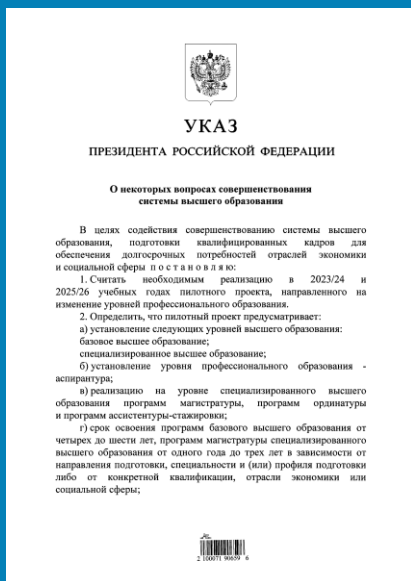 УКАЗ
ПРЕЗИДЕНТА РОССИЙСКОЙ ФЕДЕРАЦИИ
О некоторых вопросах совершенствования
системы высшего образования
В целях содействия совершенствованию системы высшего
образования, подготовки квалифицированных кадров для
обеспечения долгосрочных потребностей отраслей экономики
и социальной сферы п о с т а н о в л я ю:
1. Считать необходимым реализацию в 2023/24 и
2025/26 учебных годах пилотного проекта, направленного на
изменение уровней профессионального образования.
2. Определить, что пилотный проект предусматривает:
а) установление следующих уровней высшего образования:
базовое высшее образование;
специализированное высшее образование;
б) установление уровня профессионального образования -
аспирантура;
в) реализацию на уровне специализированного высшего
образования программ магистратуры, программ ординатуры
и программ ассистентуры-стажировки;
г) срок освоения программ базового высшего образования от
четырех до шести лет, программ магистратуры специализированного
высшего образования от одного года до трех лет в зависимости от
направления подготовки, специальности и (или) профиля подготовки
либо от конкретной квалификации, отрасли экономики или
социальной сферы;
2 100071 90659 6